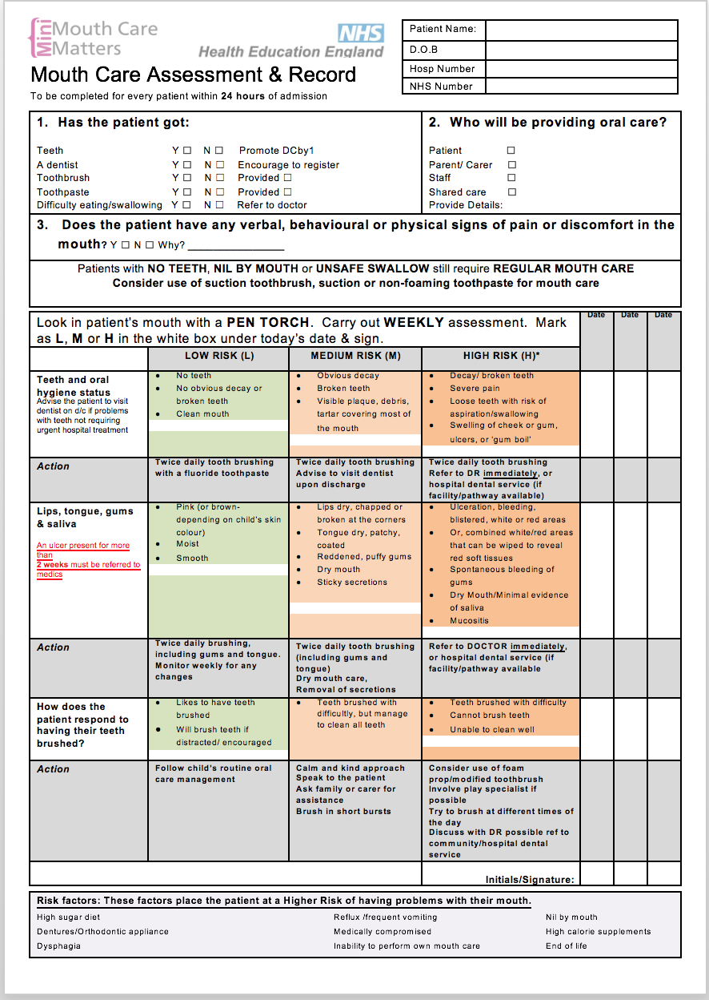 Mini Mouth Care
Matters
NHS
Health Education England
Mouth Care Assessment & Record
To be completed for every patient within 24 hours of admission
Patient Name:
D.O.B
Hosp Number
NHS Number
1. Has the patient got:
Teeth Y ☐ N ☐ Promote DCby1
A dentist Y ☐ N ☐ Encourage to register
Toothbrush Y ☐ N ☐ Provided ☐
Toothpaste Y ☐ N ☐ Provided ☐
Difficulty eating/swallowing Y ☐ N ☐ Refer to doctor
2. Who will be providing oral care?
Patient ☐
Parent/ Carer ☐
Staff ☐
Shared care ☐
Provide Details:
3. Does the patient have any verbal, behavioural or physical signs of pain or discomfort in the
mouth? Y ☐ N ☐ Why? _________________
Patients with NO TEETH, NIL BY MOUTH or UNSAFE SWALLOW still require REGULAR MOUTH CARE
Consider use of suction toothbrush, suction or non-foaming toothpaste for mouth care
Look in patient's mouth with a PEN TORCH. Carry out WEEKLY assessment. Mark
as L, M or H in the white box under today's date & sign.
Date Date Date
LOW RISK (L) MEDIUM RISK (M) HIGH RISK (H)*
Teeth and oral
hygiene status
Advise the patient to visit
dentist on d/c if problems
with teeth not requiring
urgent hospital treatment
● No teeth
● No obvious decay or
broken teeth
● Clean mouth
● Obvious decay
● Broken teeth
● Visible plaque, debris,
tartar covering most of
the mouth
● Decay/ broken teeth
● Severe pain
● Loose teeth with risk of
aspiration/swallowing
● Swelling of cheek or gum,
ulcers, or 'gum boil'
Action
Twice daily tooth brushing
with a fluoride toothpaste
Twice daily tooth brushing
Advise to visit dentist
upon discharge
Twice daily tooth brushing
Refer to DR immediately, or
hospital dental service (if
facility/pathway available)
Lips, tongue, gums
& saliva
An ulcer present for more
than
2 weeks must be referred to
medics
● Pink (or brown-
depending on child's skin
colour)
● Moist
● Smooth
● Lips dry, chapped or
broken at the corners
● Tongue dry, patchy,
coated
● Reddened, puffy gums
● Dry mouth
● Sticky secretions
● Ulceration, bleeding,
blistered, white or red areas
● Or, combined white/red areas
that can be wiped to reveal
red soft tissues
● Spontaneous bleeding of
gums
● Dry Mouth/Minimal evidence
of saliva
● Mucositis
Action
Twice daily brushing,
including gums and tongue.
Monitor weekly for any
changes
Twice daily tooth brushing
(including gums and
tongue)
Dry mouth care,
Removal of secretions
Refer to DOCTOR immediately,
or hospital dental service (if
facility/pathway available
How does the
patient respond to
having their teeth
brushed?
● Likes to have teeth
brushed
● Will brush teeth if
distracted/ encouraged
● Teeth brushed with
difficultly, but manage
to clean all teeth
● Teeth brushed with difficulty
● Cannot brush teeth
● Unable to clean well
Action
Follow child's routine oral
care management
Calm and kind approach
Speak to the patient
Ask family or carer for
assistance
Brush in short bursts
Consider use of foam
prop/modified toothbrush
Involve play specialist if
possible
Try to brush at different times of
the day
Discuss with DR possible ref to
community/hospital dental
service
Initials/Signature:
Risk factors: These factors place the patient at a Higher Risk of having problems with their mouth.
High sugar diet Reflux /frequent vomiting Nil by mouth
Dentures/Orthodontic appliance Medically compromised High calorie supplements
Dysphagia Inability to perform own mouth care End of life